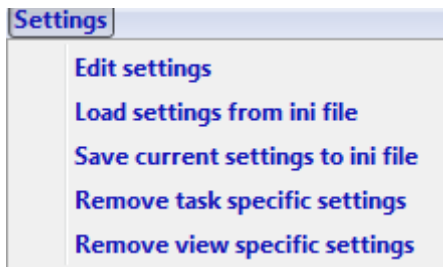 Settings
Edit settings
Load settings from ini file
Save current settings to ini file
Remove task specific settings
Remove view specific settings